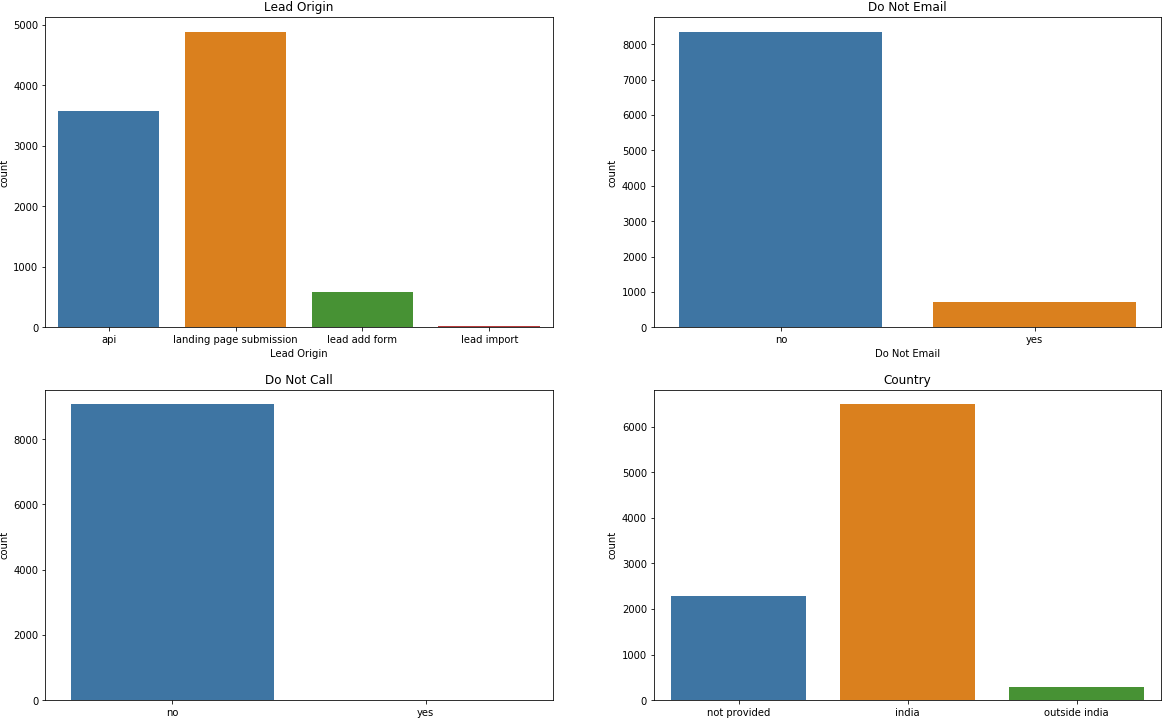 Lead Origin
5000
4000
3000
2000
1000
0
count
api
landing page submission
lead add form
lead import
Lead Origin
Do Not Email
8000
7000
6000
5000
4000
3000
2000
1000
0
count
no
yes
Do Not Email
Do Not Call
8000
6000
4000
2000
0
count
no
yes
Country
6000
5000
4000
3000
2000
1000
0
count
not provided
india
outside india